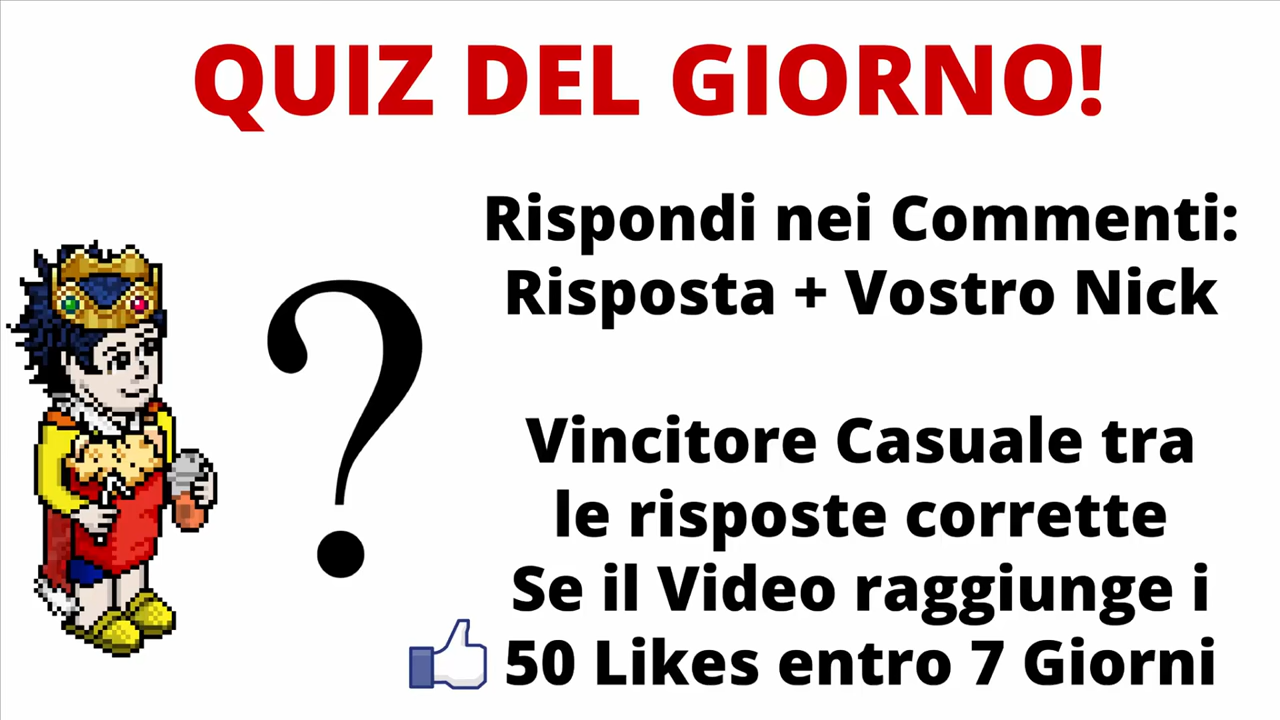 QUIZ DEL GIORNO!
Rispondi nei Commenti:
Risposta + Vostro Nick
Vincitore Casuale tra
le risposte corrette
Se il Video raggiunge i
50 Likes entro 7 Giorni
?